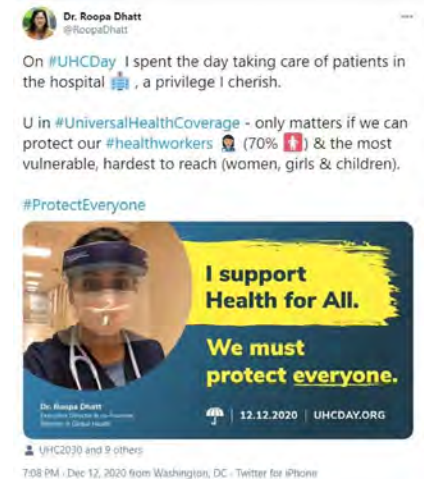 Dr. Roopa Dhatt
@RoopaDhatt
On #UHCDay I spent the day taking care of patients in
the hospital 🏥 , a privilege I cherish.
U in #UniversalHealthCoverage - only matters if we can
protect our #healthworkers 👩‍⚕️ (70% 🚺) & the most
vulnerable, hardest to reach (women, girls & children).
#ProtectEveryone
I support
Health for All.
We must
protect everyone.
Dr. Roopa Dhatt
Executive Director & co-Founder,
Women in Global Health
12.12.2020 | UHCDAY.ORG
UHC2030 and 9 others
7:08 PM · Dec 12, 2020 from Washington, DC · Twitter for iPhone